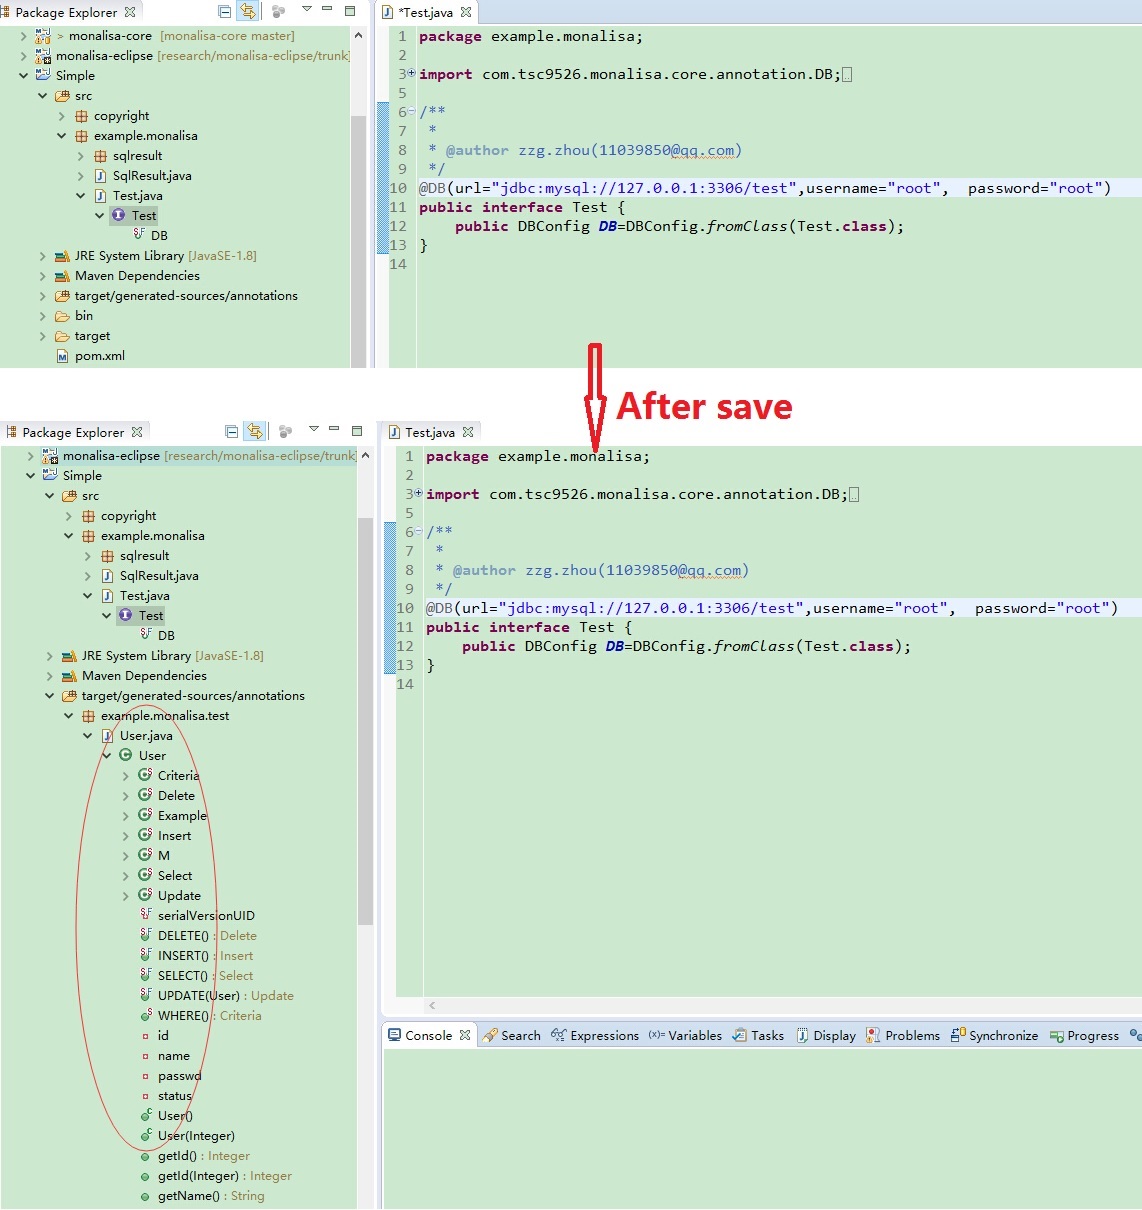 Package Explorer
> monalisa-core [monalisa-core master]
monalisa-eclipse [research/monalisa-eclipse/trunk]
Simple
src
copyright
example.monalisa
sqlresult
SqlResult.java
Test.java
Test
DB
JRE System Library [JavaSE-1.8]
Maven Dependencies
target/generated-sources/annotations
bin
target
pom.xml
*Test.java
1 package example.monalisa;
2
3 import com.tsc9526.monalisa.core.annotation.DB;
5
6 /**
7 *
8 * @author zzg.zhou(11039850@qq.com)
9 */
10 @DB(url="jdbc:mysql://127.0.0.1:3306/test",username="root", password="root")
11 public interface Test {
12 public DBConfig DB=DBConfig.fromClass(Test.class);
13 }
14
After save
Package Explorer
monalisa-eclipse [research/monalisa-eclipse/trunk]
Simple
src
copyright
example.monalisa
sqlresult
SqlResult.java
Test.java
Test
DB
JRE System Library [JavaSE-1.8]
Maven Dependencies
target/generated-sources/annotations
example.monalisa.test
User.java
User
Criteria
Delete
Example
Insert
M
Select
Update
serialVersionUID
DELETE() : Delete
INSERT() : Insert
SELECT() : Select
UPDATE(User) : Update
WHERE() : Criteria
id
name
passwd
status
User()
User(Integer)
getId() : Integer
getId(Integer) : Integer
getName() : String
Test.java
1 package example.monalisa;
2
3 import com.tsc9526.monalisa.core.annotation.DB;
5
6 /**
7 *
8 * @author zzg.zhou(11039850@qq.com)
9 */
10 @DB(url="jdbc:mysql://127.0.0.1:3306/test",username="root", password="root")
11 public interface Test {
12 public DBConfig DB=DBConfig.fromClass(Test.class);
13 }
14
Console Search Expressions (x)= Variables Tasks Display Problems Synchronize Progress